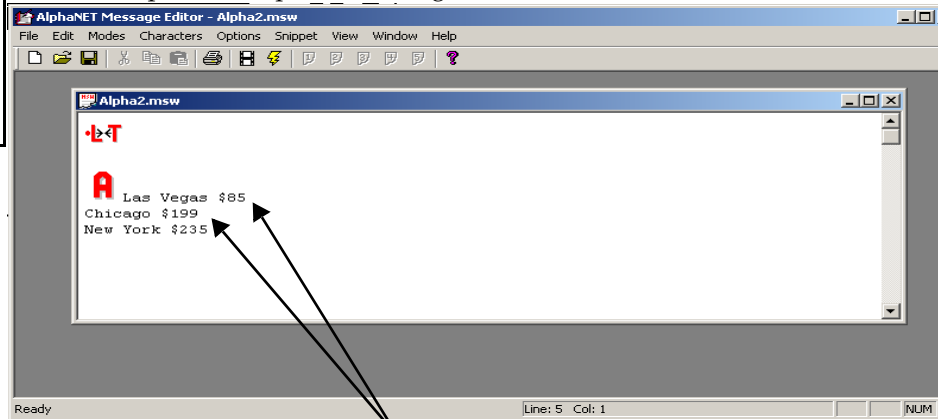 AlphaNET Message Editor - Alpha2.msw
File Edit Modes Characters Options Snippet View Window Help
Alpha2.msw
A Las Vegas $85
Chicago $199
New York $235
Ready Line: 5 Col: 1 NUM